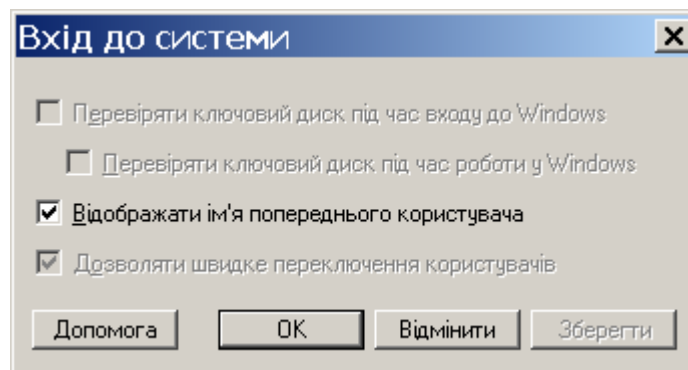 Вхід до системи
Перевіряти ключовий диск під час входу до Windows
Перевіряти ключовий диск під час роботи у Windows
Відображати ім'я попереднього користувача
Дозволяти швидке переключення користувачів
Допомога OK Відмінити Зберегти